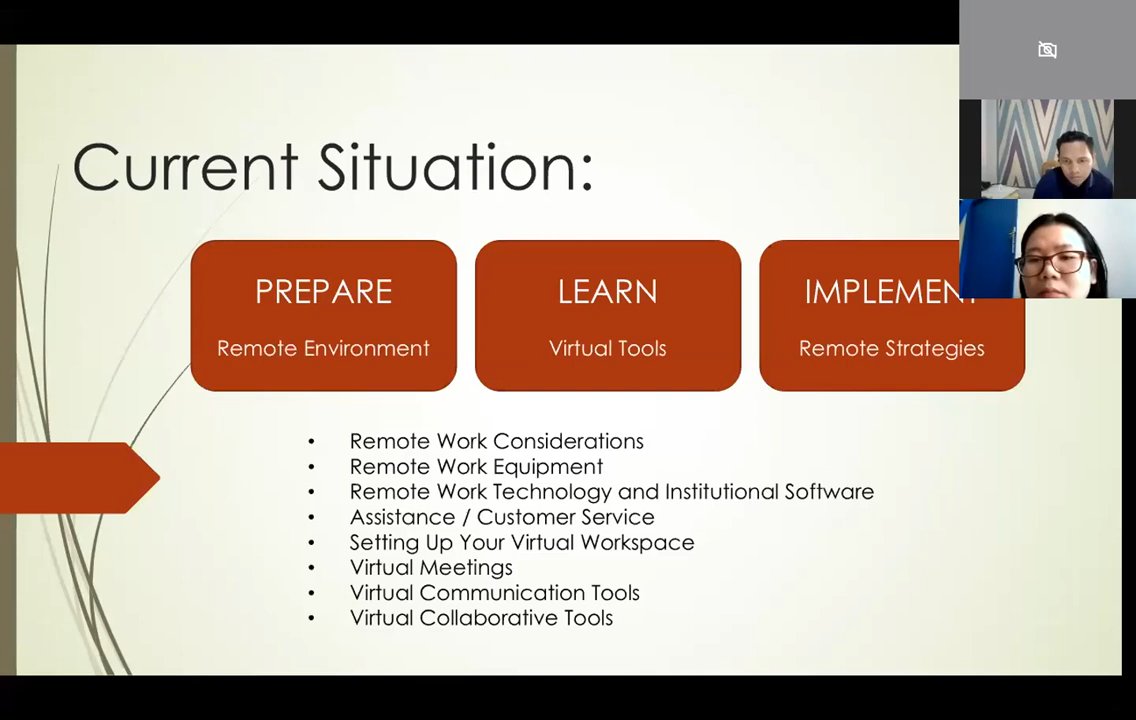 Current Situation:
PREPARE
Remote Environment
LEARN
Virtual Tools
IMPLEMENT
Remote Strategies
• Remote Work Considerations
• Remote Work Equipment
• Remote Work Technology and Institutional Software
• Assistance / Customer Service
• Setting Up Your Virtual Workspace
• Virtual Meetings
• Virtual Communication Tools
• Virtual Collaborative Tools